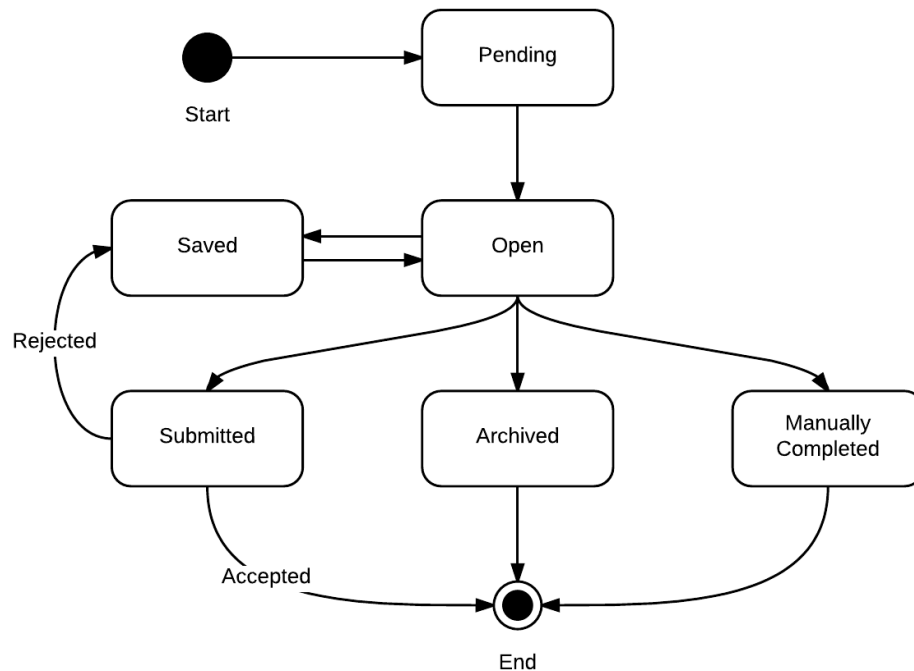 Pending
Start
Saved
Open
Rejected
Submitted
Archived
Manually
Completed
Accepted
End